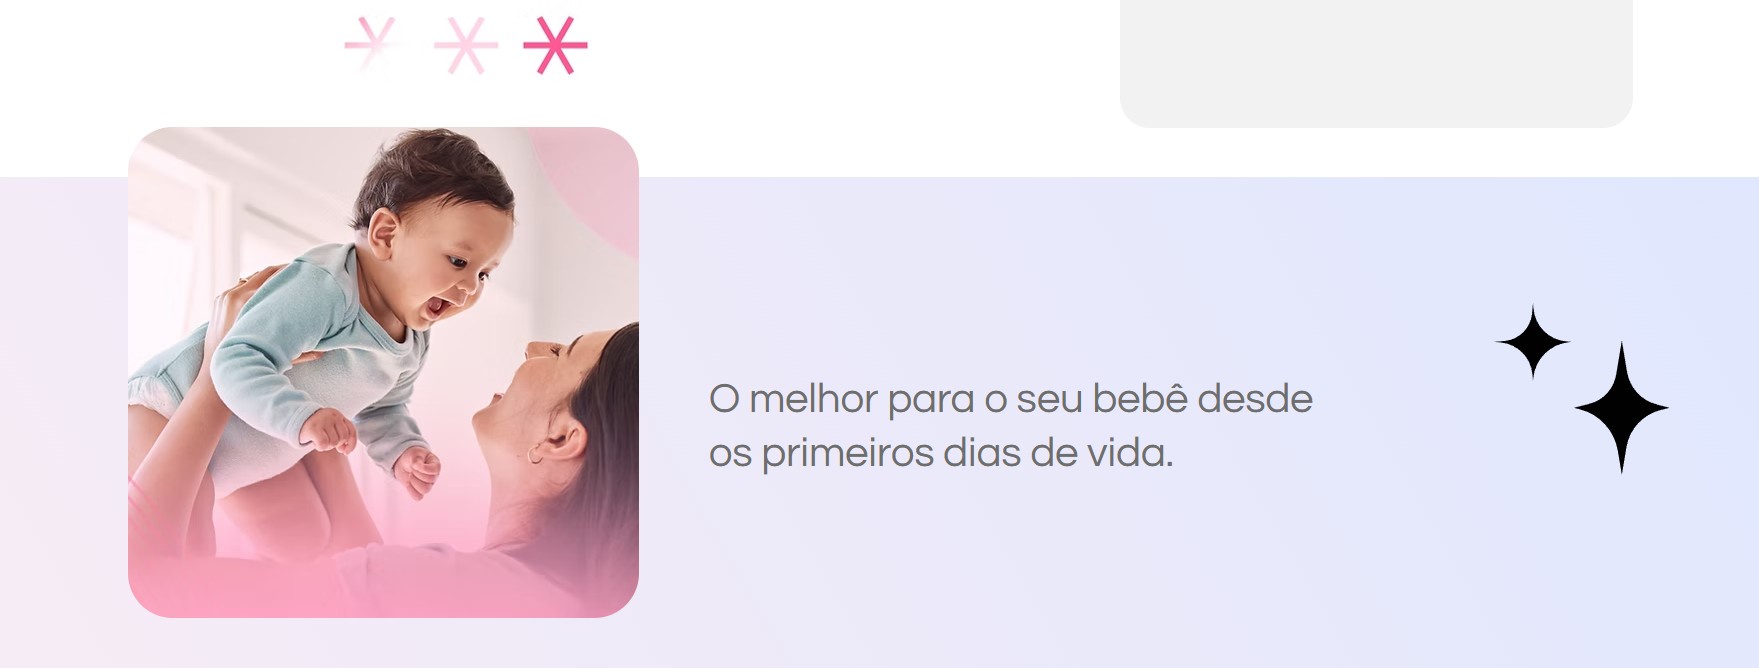 O melhor para o seu bebê desde
os primeiros dias de vida.